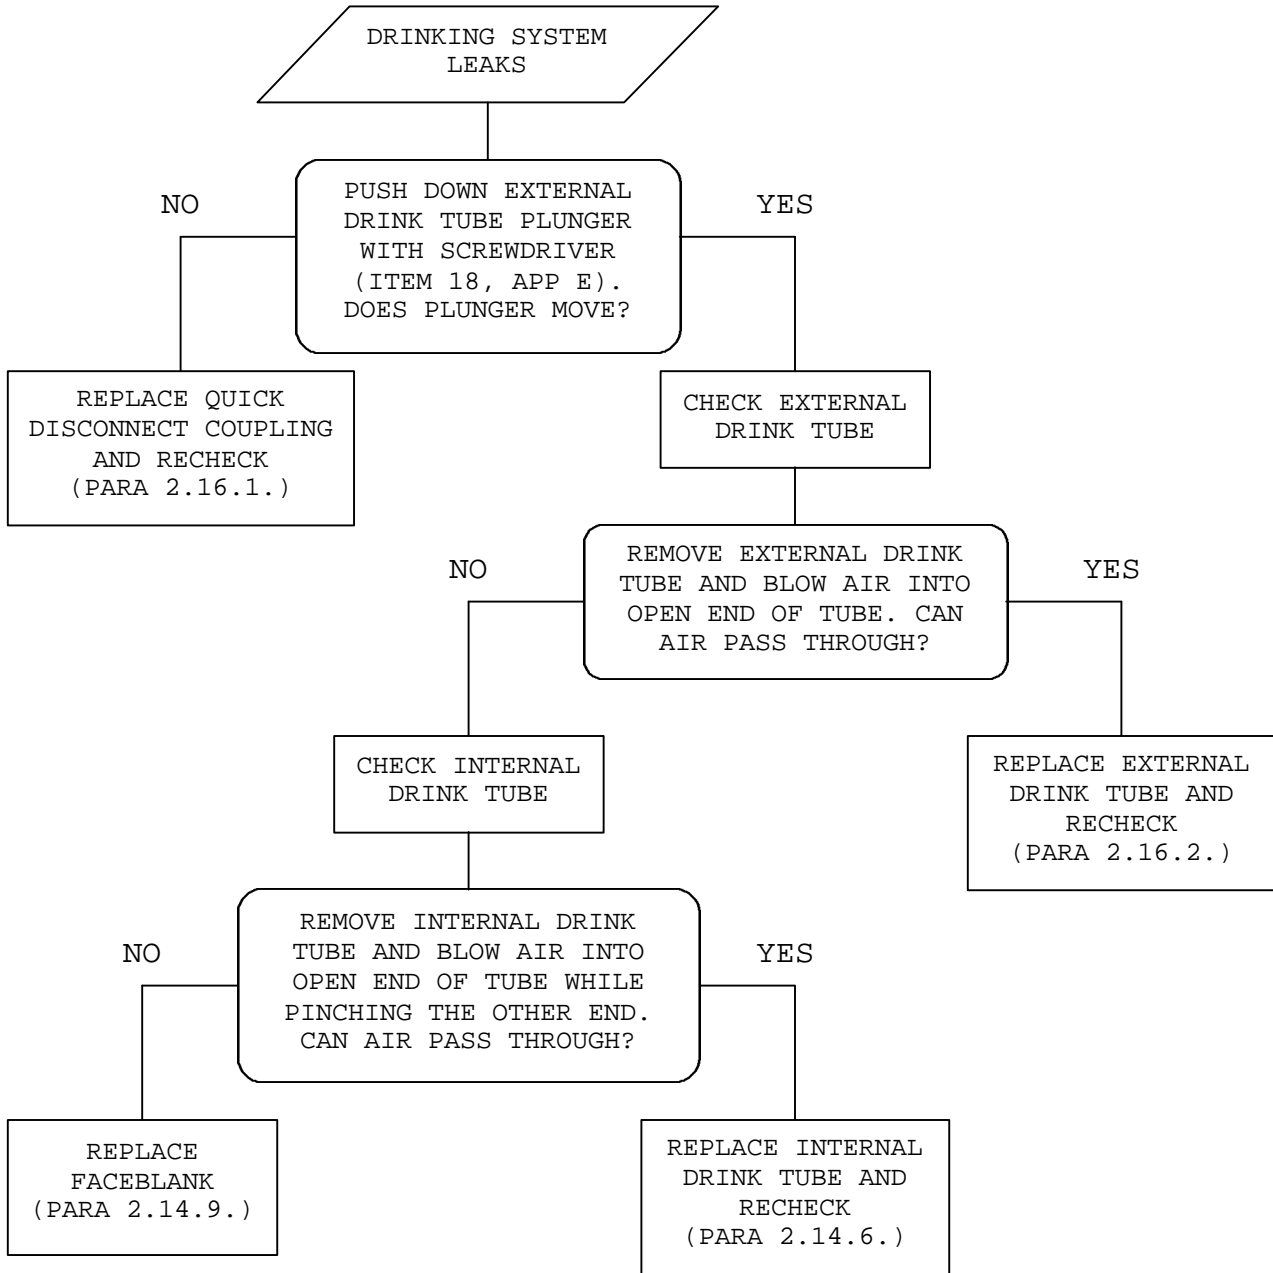 DRINKING SYSTEM
LEAKS
NO
PUSH DOWN EXTERNAL
DRINK TUBE PLUNGER
WITH SCREWDRIVER
(ITEM 18, APP E).
DOES PLUNGER MOVE?
YES
REPLACE QUICK
DISCONNECT COUPLING
AND RECHECK
(PARA 2.16.1.)
CHECK EXTERNAL
DRINK TUBE
NO
REMOVE EXTERNAL DRINK
TUBE AND BLOW AIR INTO
OPEN END OF TUBE. CAN
AIR PASS THROUGH?
YES
CHECK INTERNAL
DRINK TUBE
REPLACE EXTERNAL
DRINK TUBE AND
RECHECK
(PARA 2.16.2.)
NO
REMOVE INTERNAL DRINK
TUBE AND BLOW AIR INTO
OPEN END OF TUBE WHILE
PINCHING THE OTHER END.
CAN AIR PASS THROUGH?
YES
REPLACE
FACEBLANK
(PARA 2.14.9.)
REPLACE INTERNAL
DRINK TUBE AND
RECHECK
(PARA 2.14.6.)